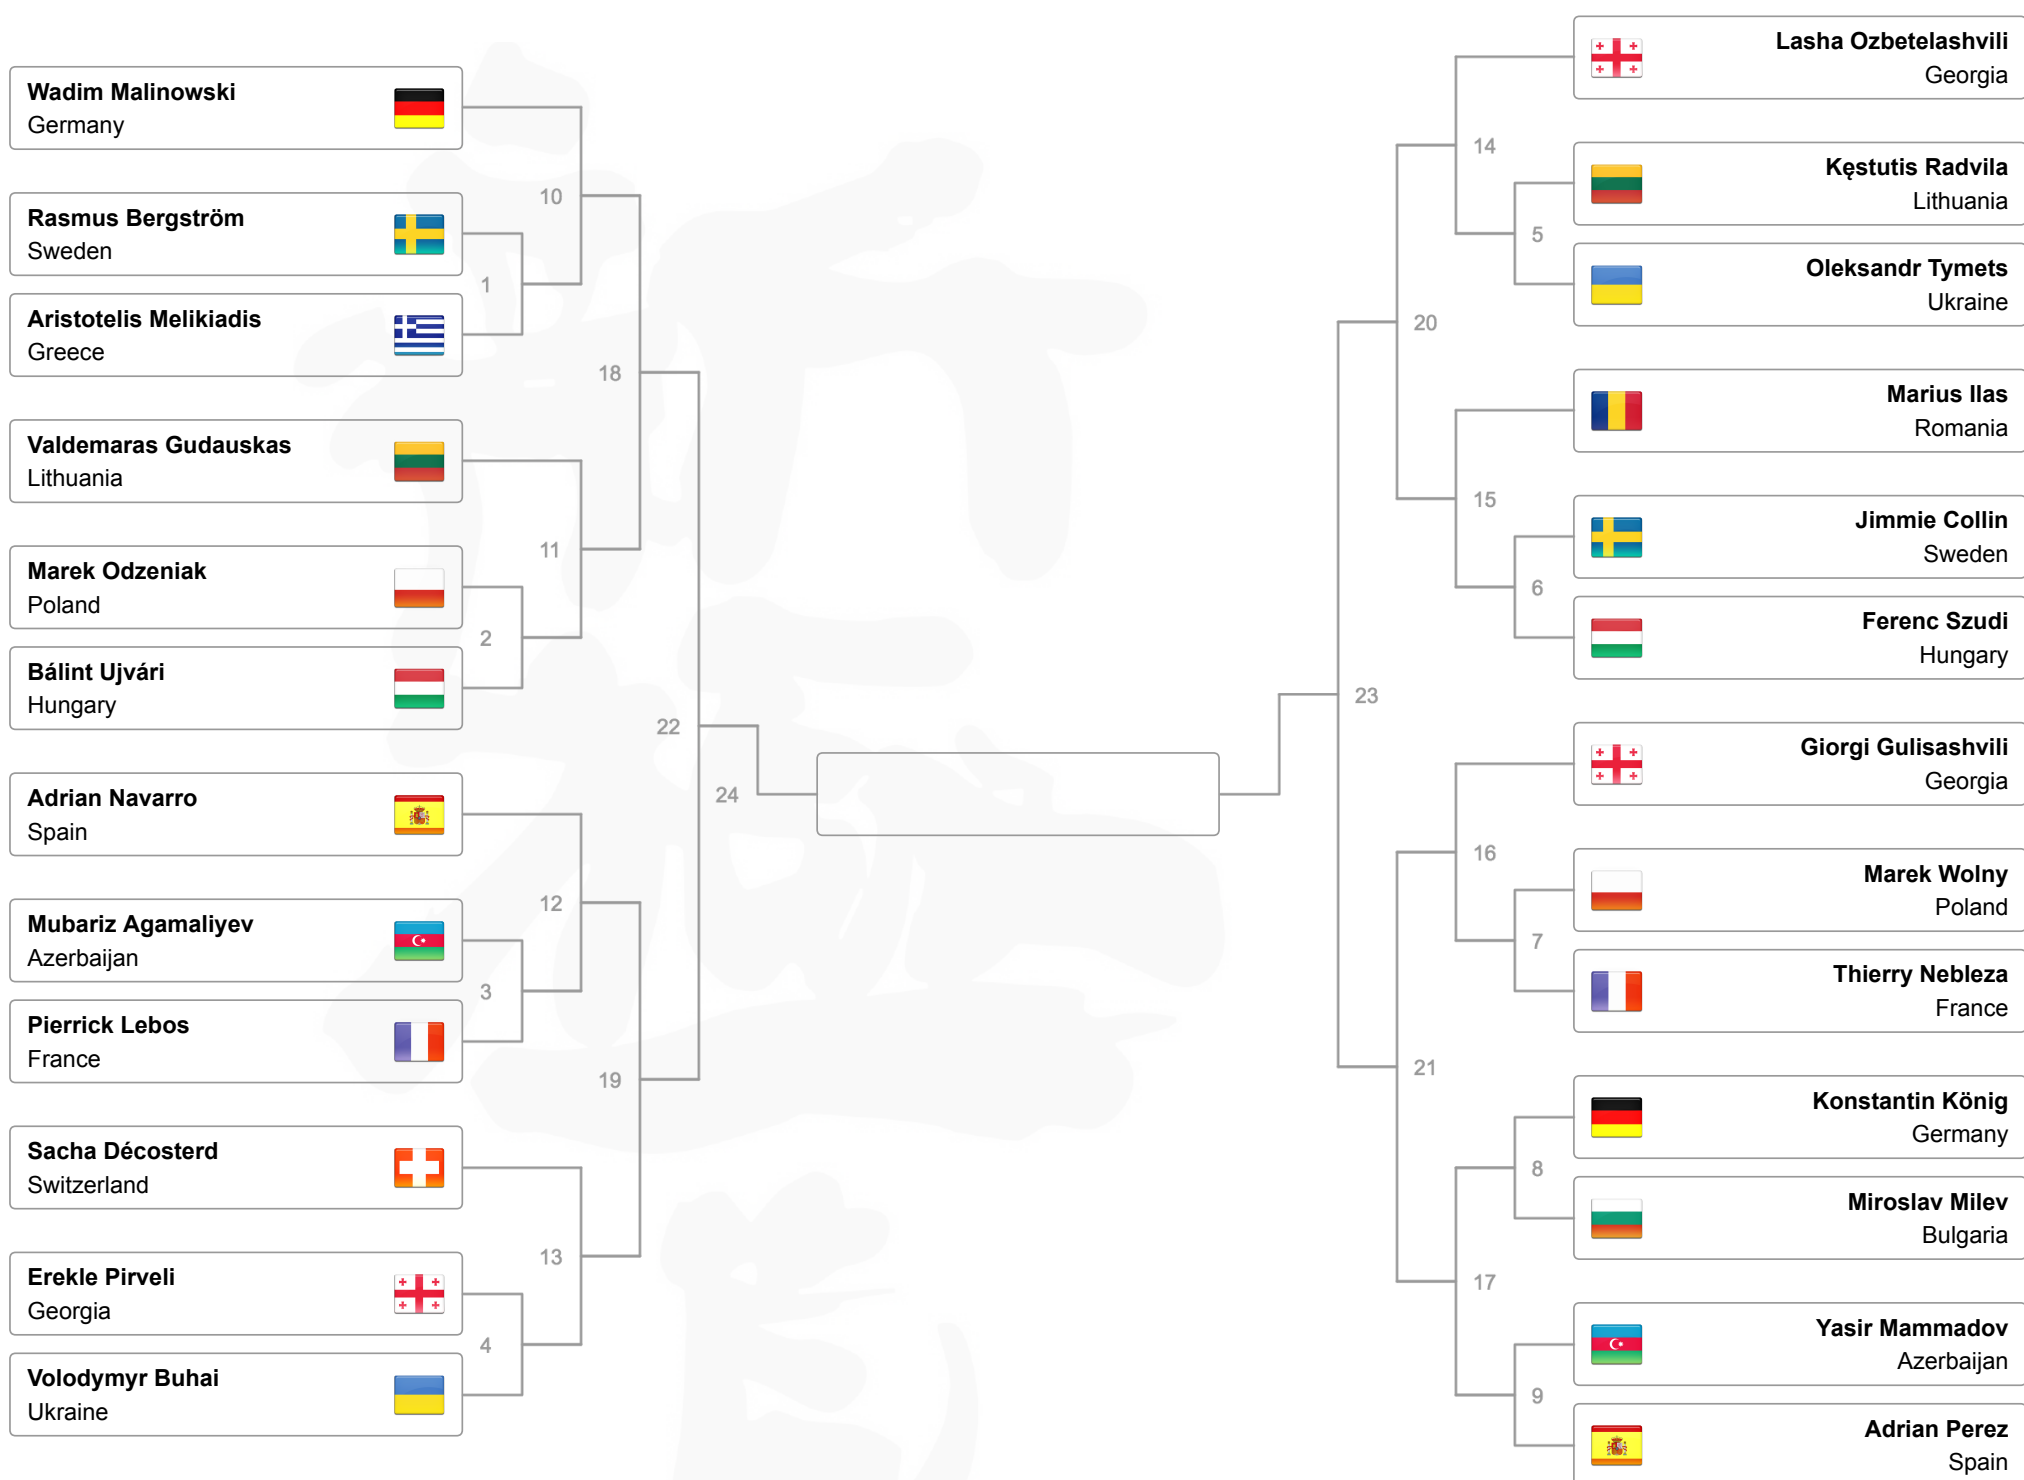 Wadim Malinowski
Germany
Rasmus Bergström
Sweden
Aristotelis Melikiadis
Greece
Valdemaras Gudauskas
Lithuania
Marek Odzeniak
Poland
Bálint Ujvári
Hungary
Adrian Navarro
Spain
Mubariz Agamaliyev
Azerbaijan
Pierrick Lebos
France
Sacha Décosterd
Switzerland
Erekle Pirveli
Georgia
Volodymyr Buhai
Ukraine
1
2
3
4
10
11
12
13
18
19
22
24
23
20
21
14
15
16
17
5
6
7
8
9
Lasha Ozbetelashvili
Georgia
Kęstutis Radvila
Lithuania
Oleksandr Tymets
Ukraine
Marius Ilas
Romania
Jimmie Collin
Sweden
Ferenc Szudi
Hungary
Giorgi Gulisashvili
Georgia
Marek Wolny
Poland
Thierry Nebleza
France
Konstantin König
Germany
Miroslav Milev
Bulgaria
Yasir Mammadov
Azerbaijan
Adrian Perez
Spain